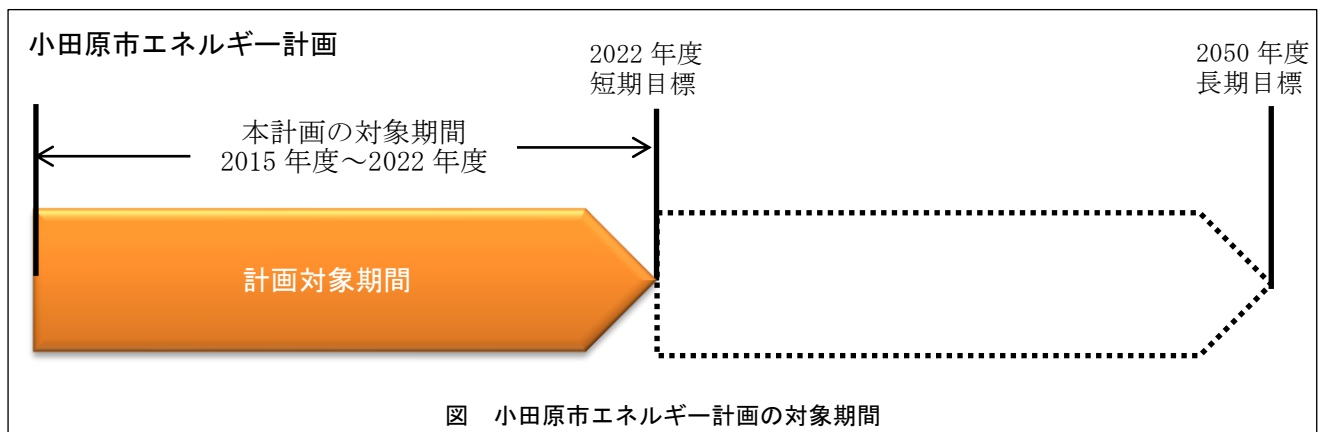 小田原市エネルギー計画
2022 年度
短期目標
2050 年度
長期目標
本計画の対象期間
2015 年度～2022 年度
計画対象期間
図　小田原市エネルギー計画の対象期間